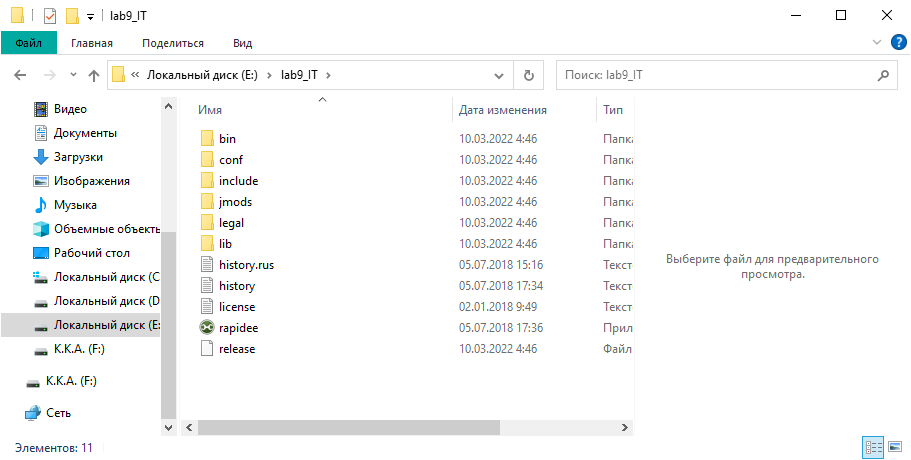 lab9_IT
Файл Главная Поделиться Вид
« Локальный диск (E:) › lab9_IT › Поиск: lab9_IT
Видео
Документы
Загрузки
Изображения
Музыка
Объемные объекты
Рабочий стол
Локальный диск (C
Локальный диск (D
Локальный диск (E:
K.K.A. (F:)
K.K.A. (F:)
Сеть
Имя Дата изменения Тип
bin 10.03.2022 4:46 Папка
conf 10.03.2022 4:46 Папка
include 10.03.2022 4:46 Папка
jmods 10.03.2022 4:46 Папка
legal 10.03.2022 4:46 Папка
lib 10.03.2022 4:46 Папка
history.rus 05.07.2018 15:16 Тексто
history 05.07.2018 17:34 Тексто
license 02.01.2018 9:49 Тексто
rapidee 05.07.2018 17:36 Прил
release 10.03.2022 4:46 Файл
Выберите файл для предварительного
просмотра.
Элементов: 11